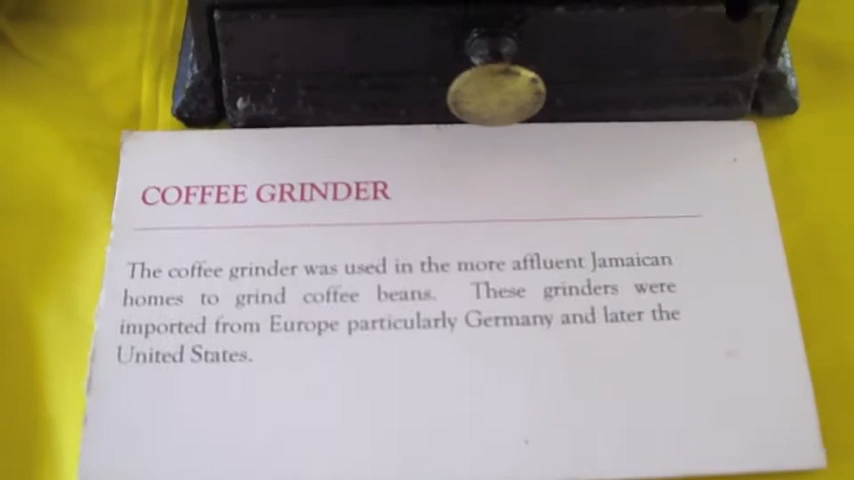 COFFEE GRINDER
The coffee grinder was used in the more affluent Jamaican
homes to grind coffee beans. These grinders were
imported from Europe particularly Germany and later the
United States.